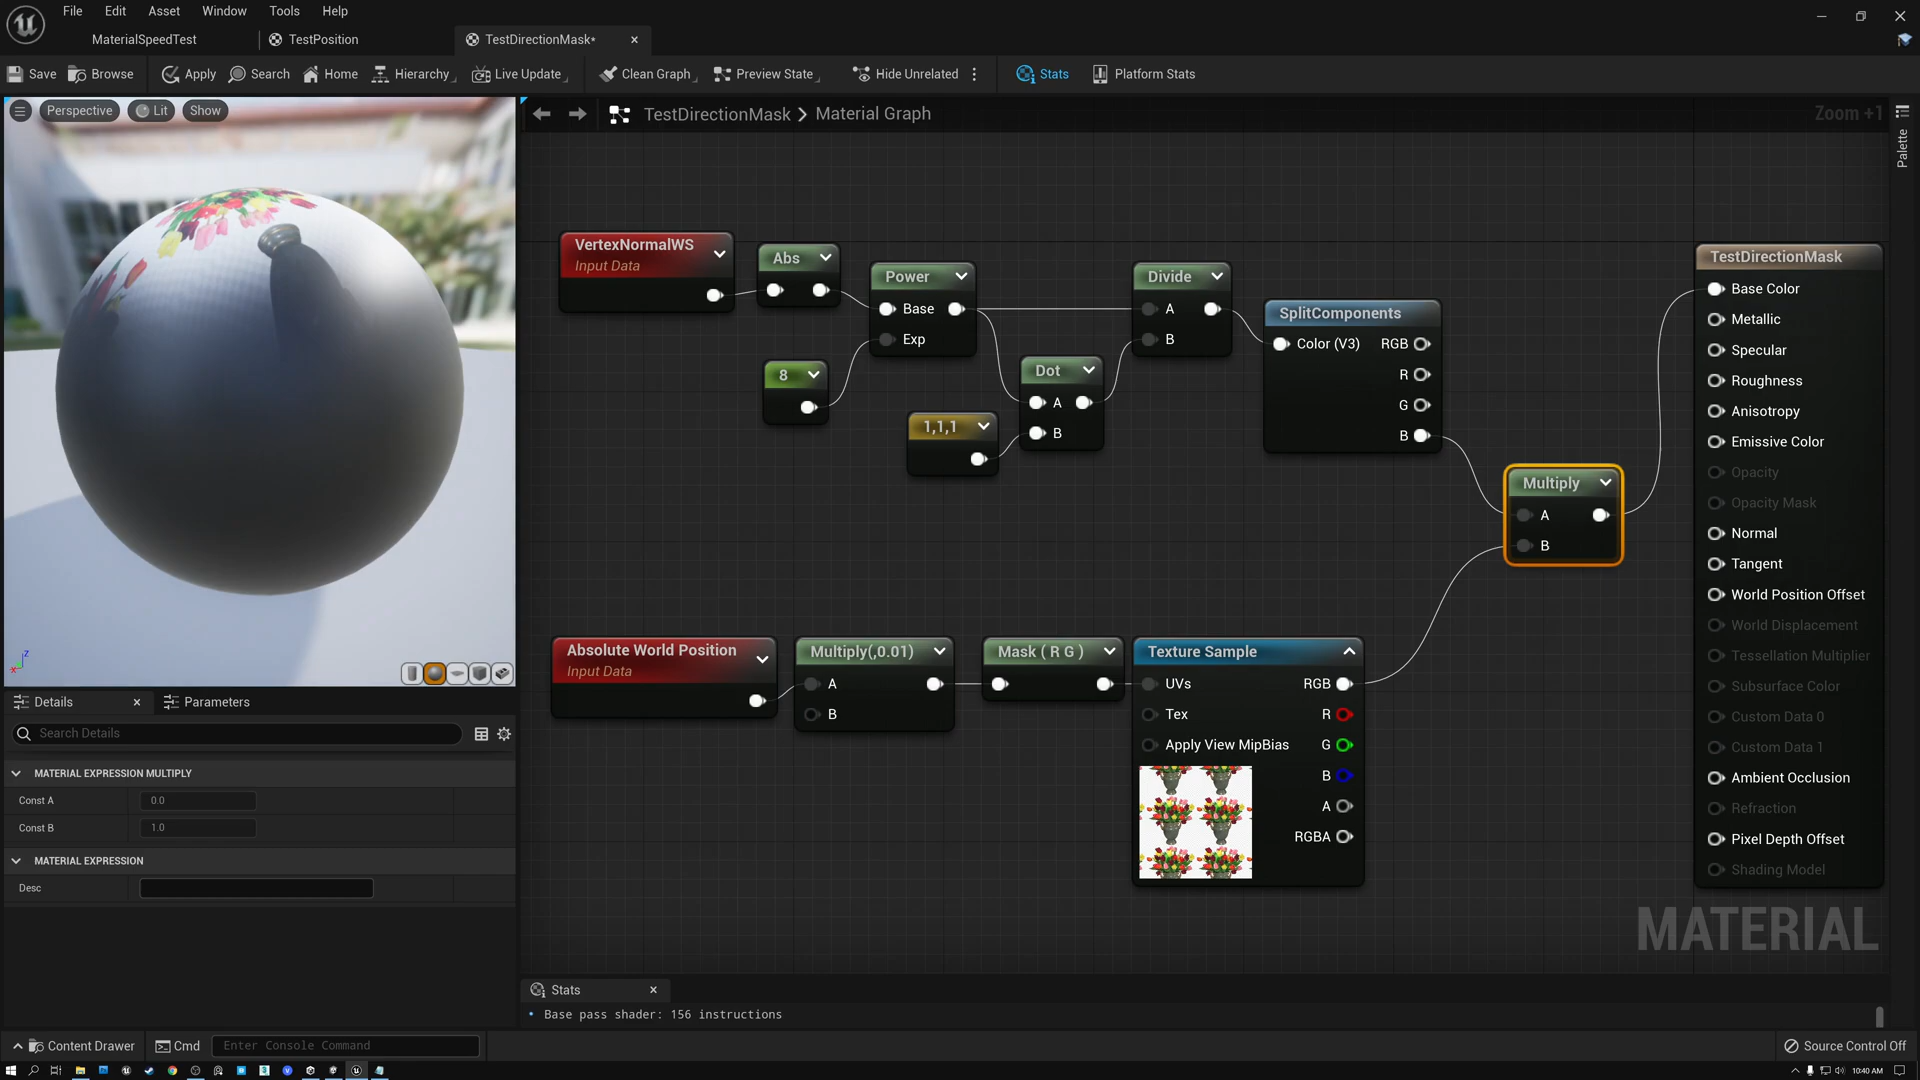 File Edit Asset Window Tools Help
MaterialSpeedTest TestPosition TestDirectionMask*
Save Browse Apply Search Home Hierarchy Live Update Clean Graph Preview State Hide Unrelated Stats Platform Stats
Perspective Lit Show
TestDirectionMask Material Graph Zoom +1
Palette
VertexNormalWS
Input Data
Abs
Power
Base
Exp
8
1,1,1
Dot
A
B
Divide
A
B
SplitComponents
Color (V3) RGB
R
G
B
Multiply
A
B
TestDirectionMask
Base Color
Metallic
Specular
Roughness
Anisotropy
Emissive Color
Opacity
Opacity Mask
Normal
Tangent
World Position Offset
World Displacement
Tessellation Multiplier
Subsurface Color
Custom Data 0
Custom Data 1
Ambient Occlusion
Refraction
Pixel Depth Offset
Shading Model
Absolute World Position
Input Data
Multiply(,0.01)
A
B
Mask ( R G )
Texture Sample
UVs RGB
Tex R
Apply View MipBias G
B
A
RGBA
MATERIAL
z
x
Details Parameters
Search Details
MATERIAL EXPRESSION MULTIPLY
Const A 0.0
Const B 1.0
MATERIAL EXPRESSION
Desc
Stats
Base pass shader: 156 instructions
Content Drawer Cmd Enter Console Command Source Control Off
10:40 AM